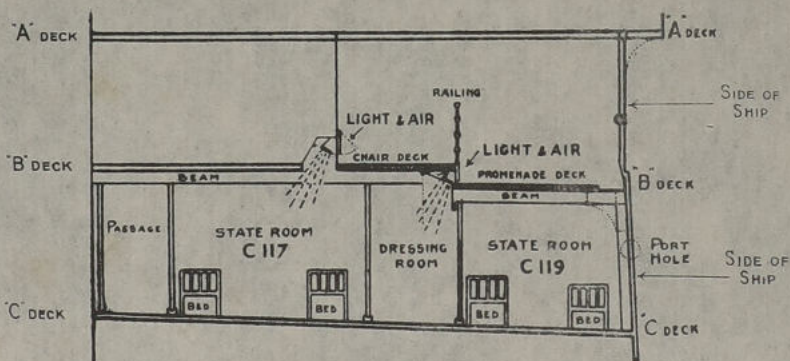 "A" DECK
"A" DECK
RAILING
SIDE OF
SHIP
LIGHT & AIR
"B" DECK
CHAIR DECK
LIGHT & AIR
BEAM
PROMENADE DECK
"B" DECK
BEAM
PASSAGE
STATE ROOM
C 117
DRESSING
ROOM
STATE ROOM
C 119
PORT
HOLE
SIDE OF
SHIP
BED
BED
BED
BED
"C" DECK
"C" DECK